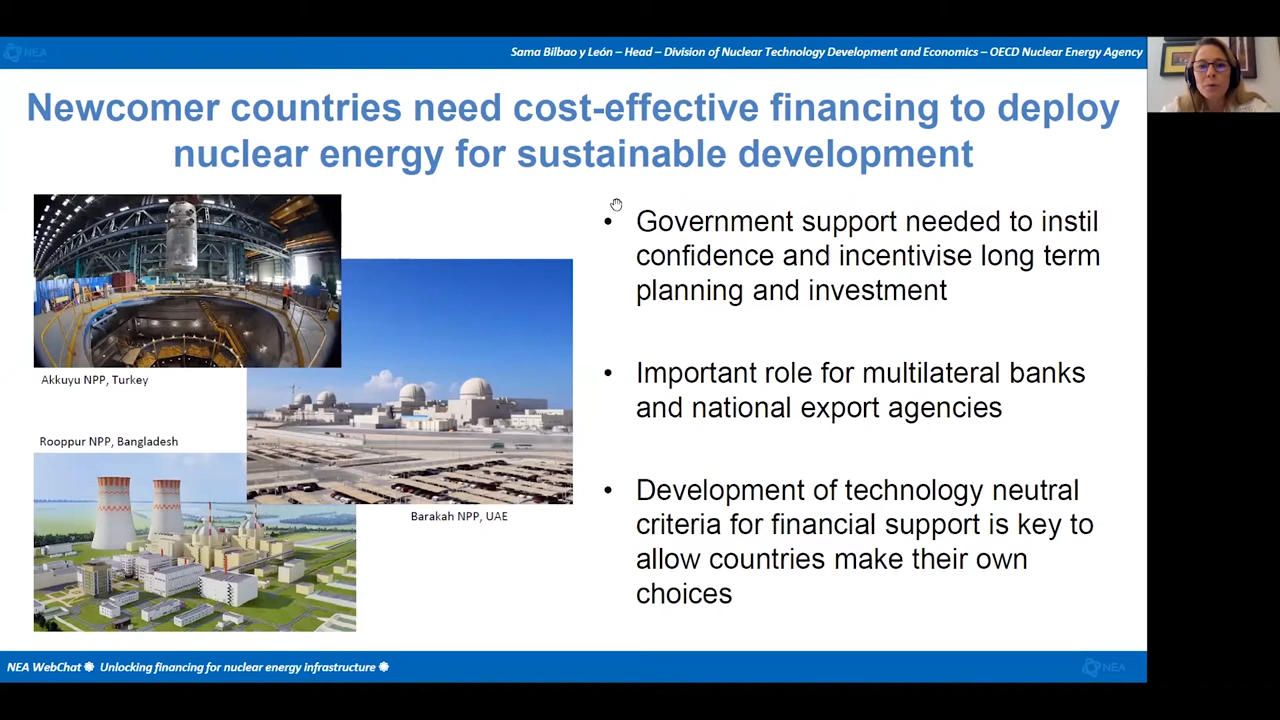 NEA
Sama Bilbao y León – Head – Division of Nuclear Technology Development and Economics – OECD Nuclear Energy Agency
Newcomer countries need cost-effective financing to deploy
nuclear energy for sustainable development
Akkuyu NPP, Turkey
Rooppur NPP, Bangladesh
Barakah NPP, UAE
• Government support needed to instil
confidence and incentivise long term
planning and investment
• Important role for multilateral banks
and national export agencies
• Development of technology neutral
criteria for financial support is key to
allow countries make their own
choices
NEA WebChat ❋ Unlocking financing for nuclear energy infrastructure ❋
NEA